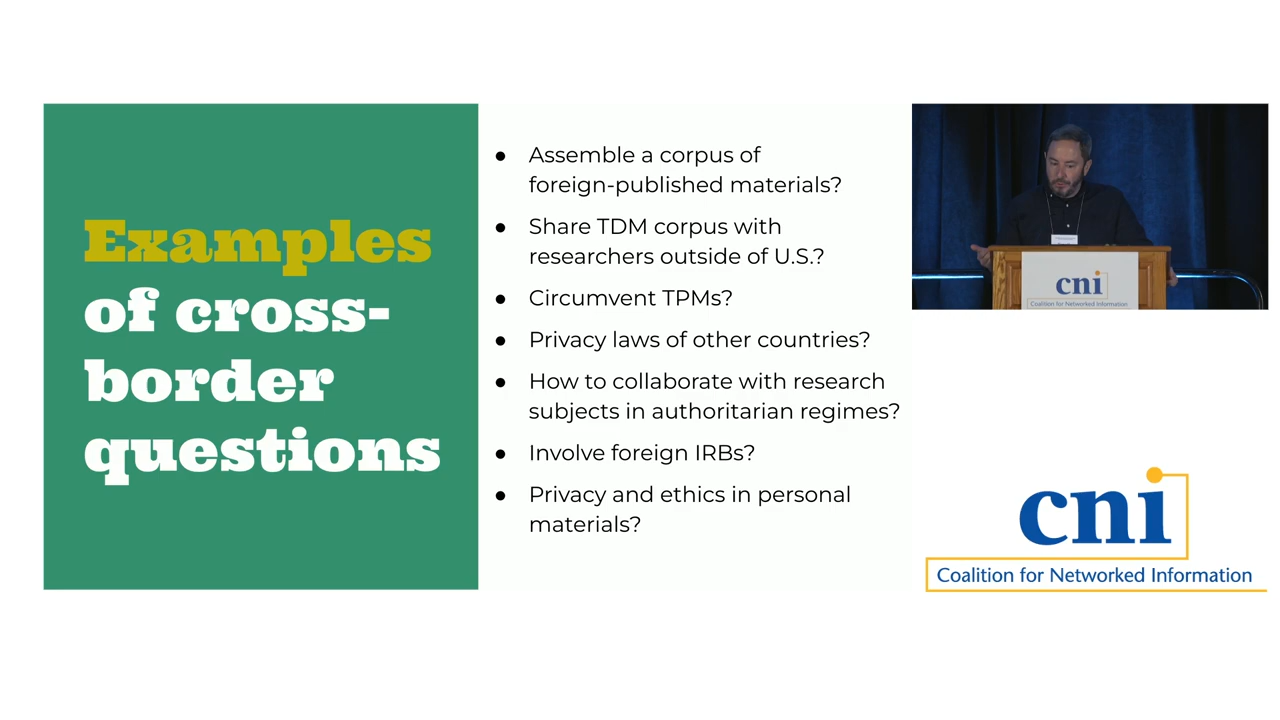 Examples
of cross-
border
questions
● Assemble a corpus of
foreign-published materials?
● Share TDM corpus with
researchers outside of U.S.?
● Circumvent TPMs?
● Privacy laws of other countries?
● How to collaborate with research
subjects in authoritarian regimes?
● Involve foreign IRBs?
● Privacy and ethics in personal
materials?
cni
Coalition for Networked Information
cni
Coalition for Networked Information